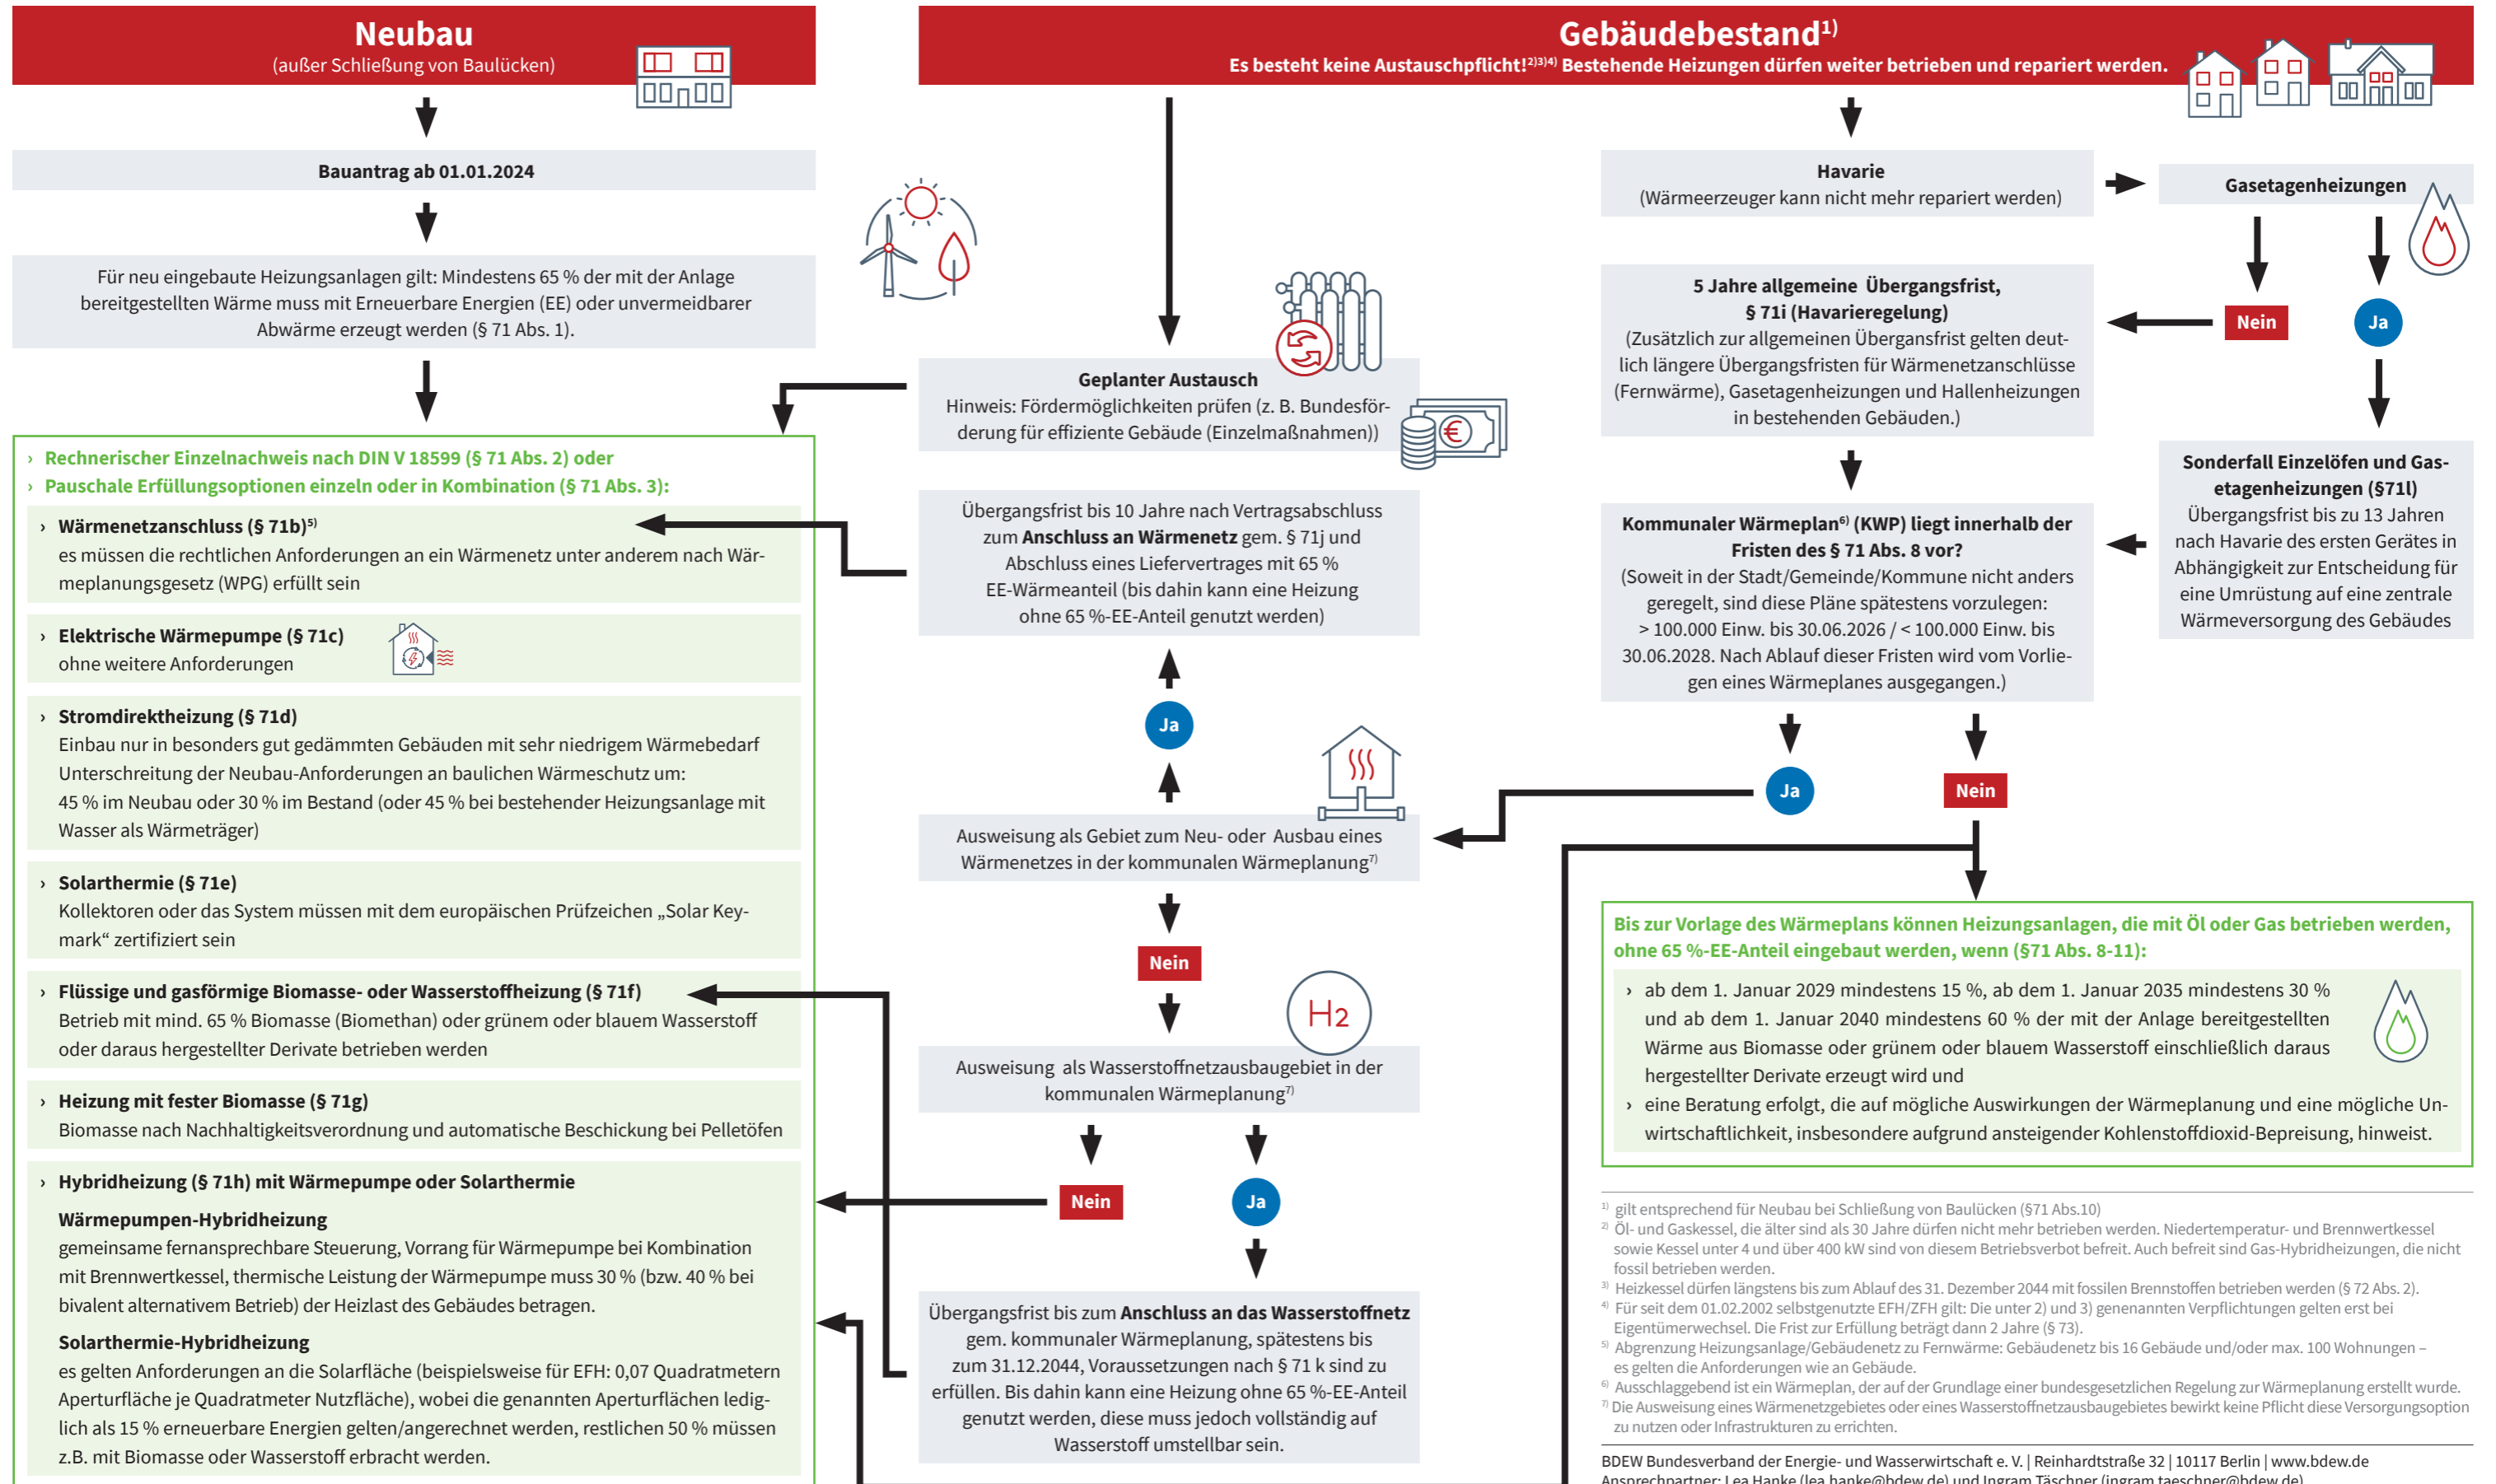 Neubau
(außer Schließung von Baulücken)
Bauantrag ab 01.01.2024
Für neu eingebaute Heizungsanlagen gilt: Mindestens 65 % der mit der Anlage
bereitgestellten Wärme muss mit Erneuerbare Energien (EE) oder unvermeidbarer
Abwärme erzeugt werden (§ 71 Abs. 1).
› Rechnerischer Einzelnachweis nach DIN V 18599 (§ 71 Abs. 2) oder
› Pauschale Erfüllungsoptionen einzeln oder in Kombination (§ 71 Abs. 3):
› Wärmenetzanschluss (§ 71b)5)
es müssen die rechtlichen Anforderungen an ein Wärmenetz unter anderem nach Wär-
meplanungsgesetz (WPG) erfüllt sein
› Elektrische Wärmepumpe (§ 71c)
ohne weitere Anforderungen
› Stromdirektheizung (§ 71d)
Einbau nur in besonders gut gedämmten Gebäuden mit sehr niedrigem Wärmebedarf
Unterschreitung der Neubau-Anforderungen an baulichen Wärmeschutz um:
45 % im Neubau oder 30 % im Bestand (oder 45 % bei bestehender Heizungsanlage mit
Wasser als Wärmeträger)
› Solarthermie (§ 71e)
Kollektoren oder das System müssen mit dem europäischen Prüfzeichen „Solar Key-
mark“ zertifiziert sein
› Flüssige und gasförmige Biomasse- oder Wasserstoffheizung (§ 71f)
Betrieb mit mind. 65 % Biomasse (Biomethan) oder grünem oder blauem Wasserstoff
oder daraus hergestellter Derivate betrieben werden
› Heizung mit fester Biomasse (§ 71g)
Biomasse nach Nachhaltigkeitsverordnung und automatische Beschickung bei Pelletöfen
› Hybridheizung (§ 71h) mit Wärmepumpe oder Solarthermie
Wärmepumpen-Hybridheizung
gemeinsame fernansprechbare Steuerung, Vorrang für Wärmepumpe bei Kombination
mit Brennwertkessel, thermische Leistung der Wärmepumpe muss 30 % (bzw. 40 % bei
bivalent alternativem Betrieb) der Heizlast des Gebäudes betragen.
Solarthermie-Hybridheizung
es gelten Anforderungen an die Solarfläche (beispielsweise für EFH: 0,07 Quadratmetern
Aperturfläche je Quadratmeter Nutzfläche), wobei die genannten Aperturflächen ledig-
lich als 15 % erneuerbare Energien gelten/angerechnet werden, restlichen 50 % müssen
z.B. mit Biomasse oder Wasserstoff erbracht werden.
Gebäudebestand1)
Es besteht keine Austauschpflicht!2)3)4) Bestehende Heizungen dürfen weiter betrieben und repariert werden.
Geplanter Austausch
Hinweis: Fördermöglichkeiten prüfen (z. B. Bundesför-
derung für effiziente Gebäude (Einzelmaßnahmen))
€
Übergangsfrist bis 10 Jahre nach Vertragsabschluss
zum Anschluss an Wärmenetz gem. § 71j und
Abschluss eines Liefervertrages mit 65 %
EE-Wärmeanteil (bis dahin kann eine Heizung
ohne 65 %-EE-Anteil genutzt werden)
Ja
Ausweisung als Gebiet zum Neu- oder Ausbau eines
Wärmenetzes in der kommunalen Wärmeplanung7)
Nein
H2
Ausweisung als Wasserstoffnetzausbaugebiet in der
kommunalen Wärmeplanung7)
Nein
Ja
Übergangsfrist bis zum Anschluss an das Wasserstoffnetz
gem. kommunaler Wärmeplanung, spätestens bis
zum 31.12.2044, Voraussetzungen nach § 71 k sind zu
erfüllen. Bis dahin kann eine Heizung ohne 65 %-EE-Anteil
genutzt werden, diese muss jedoch vollständig auf
Wasserstoff umstellbar sein.
Havarie
(Wärmeerzeuger kann nicht mehr repariert werden)
Gasetagenheizungen
Nein
Ja
5 Jahre allgemeine Übergangsfrist,
§ 71i (Havarieregelung)
(Zusätzlich zur allgemeinen Übergansfrist gelten deut-
lich längere Übergangsfristen für Wärmenetzanschlüsse
(Fernwärme), Gasetagenheizungen und Hallenheizungen
in bestehenden Gebäuden.)
Sonderfall Einzelöfen und Gas-
etagenheizungen (§71l)
Übergangsfrist bis zu 13 Jahren
nach Havarie des ersten Gerätes in
Abhängigkeit zur Entscheidung für
eine Umrüstung auf eine zentrale
Wärmeversorgung des Gebäudes
Kommunaler Wärmeplan6) (KWP) liegt innerhalb der
Fristen des § 71 Abs. 8 vor?
(Soweit in der Stadt/Gemeinde/Kommune nicht anders
geregelt, sind diese Pläne spätestens vorzulegen:
> 100.000 Einw. bis 30.06.2026 / < 100.000 Einw. bis
30.06.2028. Nach Ablauf dieser Fristen wird vom Vorlie-
gen eines Wärmeplanes ausgegangen.)
Ja
Nein
Bis zur Vorlage des Wärmeplans können Heizungsanlagen, die mit Öl oder Gas betrieben werden,
ohne 65 %-EE-Anteil eingebaut werden, wenn (§71 Abs. 8-11):
› ab dem 1. Januar 2029 mindestens 15 %, ab dem 1. Januar 2035 mindestens 30 %
und ab dem 1. Januar 2040 mindestens 60 % der mit der Anlage bereitgestellten
Wärme aus Biomasse oder grünem oder blauem Wasserstoff einschließlich daraus
hergestellter Derivate erzeugt wird und
› eine Beratung erfolgt, die auf mögliche Auswirkungen der Wärmeplanung und eine mögliche Un-
wirtschaftlichkeit, insbesondere aufgrund ansteigender Kohlenstoffdioxid-Bepreisung, hinweist.
1) gilt entsprechend für Neubau bei Schließung von Baulücken (§71 Abs.10)
2) Öl- und Gaskessel, die älter sind als 30 Jahre dürfen nicht mehr betrieben werden. Niedertemperatur- und Brennwertkessel
sowie Kessel unter 4 und über 400 kW sind von diesem Betriebsverbot befreit. Auch befreit sind Gas-Hybridheizungen, die nicht
fossil betrieben werden.
3) Heizkessel dürfen längstens bis zum Ablauf des 31. Dezember 2044 mit fossilen Brennstoffen betrieben werden (§ 72 Abs. 2).
4) Für seit dem 01.02.2002 selbstgenutzte EFH/ZFH gilt: Die unter 2) und 3) genenannten Verpflichtungen gelten erst bei
Eigentümerwechsel. Die Frist zur Erfüllung beträgt dann 2 Jahre (§ 73).
5) Abgrenzung Heizungsanlage/Gebäudenetz zu Fernwärme: Gebäudenetz bis 16 Gebäude und/oder max. 100 Wohnungen –
es gelten die Anforderungen wie an Gebäude.
6) Ausschlaggebend ist ein Wärmeplan, der auf der Grundlage einer bundesgesetzlichen Regelung zur Wärmeplanung erstellt wurde.
7) Die Ausweisung eines Wärmenetzgebietes oder eines Wasserstoffnetzausbaugebietes bewirkt keine Pflicht diese Versorgungsoption
zu nutzen oder Infrastrukturen zu errichten.
BDEW Bundesverband der Energie- und Wasserwirtschaft e. V. | Reinhardtstraße 32 | 10117 Berlin | www.bdew.de
Ansprechpartner: Lea Hanke (lea.hanke@bdew.de) und Ingram Täschner (ingram.taeschner@bdew.de)